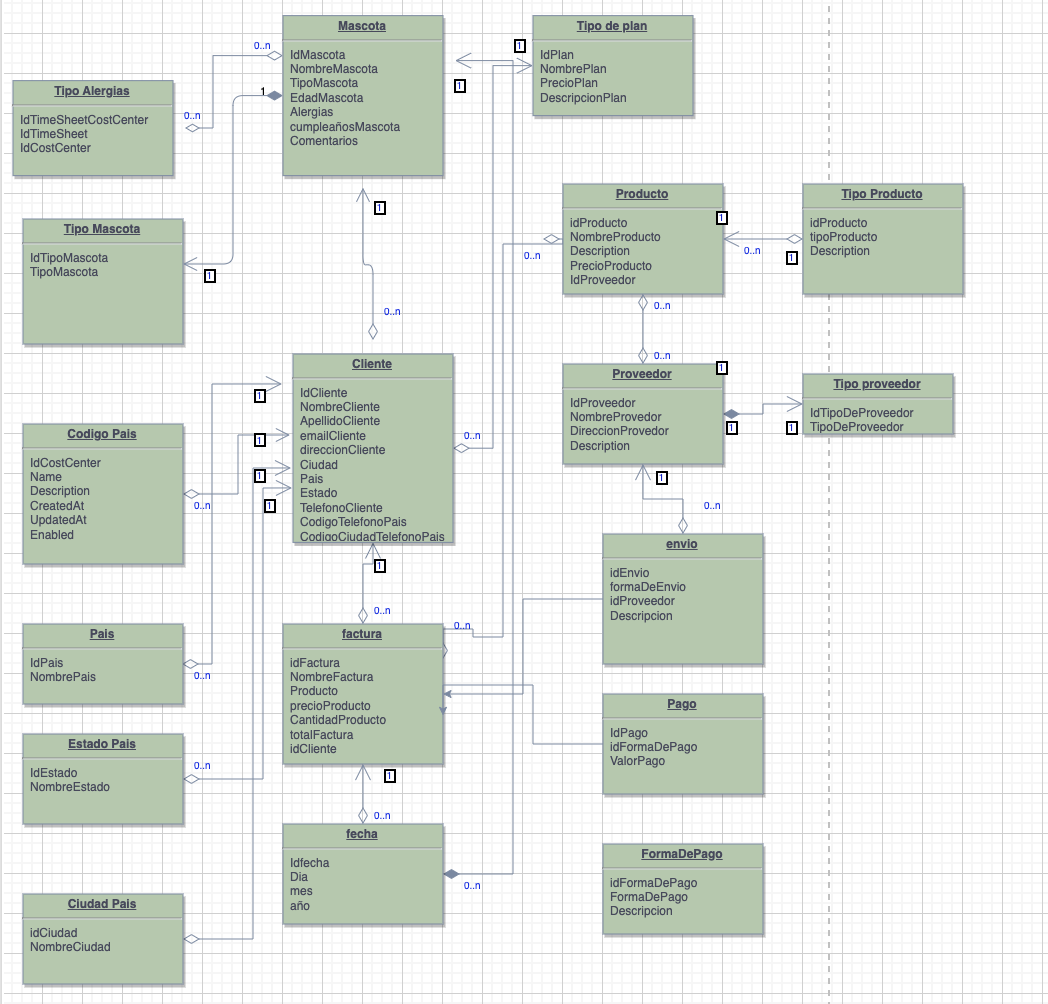 Mascota
IdMascota
NombreMascota
TipoMascota
EdadMascota
Alergias
cumpleañosMascota
Comentarios
0..n
1
Tipo de plan
IdPlan
NombrePlan
PrecioPlan
DescripcionPlan
1
1
Tipo Alergias
IdTimeSheetCostCenter
IdTimeSheet
IdCostCenter
0..n
Tipo Mascota
IdTipoMascota
TipoMascota
1
1
0..n
Producto
idProducto
NombreProducto
Description
PrecioProducto
IdProveedor
1
0..n
0..n
0..n
Tipo Producto
idProducto
tipoProducto
Description
1
Cliente
IdCliente
NombreCliente
ApellidoCliente
emailCliente
direccionCliente
Ciudad
Pais
Estado
TelefonoCliente
CodigoTelefonoPais
CodigoCiudadTelefonoPais
1
1
1
1
0..n
1
Proveedor
IdProveedor
NombreProvedor
DireccionProvedor
Description
0..n
1
1
1
Tipo proveedor
IdTipoDeProveedor
TipoDeProveedor
1
Codigo Pais
IdCostCenter
Name
Description
CreatedAt
UpdatedAt
Enabled
0..n
envio
idEnvio
formaDeEnvio
idProveedor
Descripcion
0..n
Pais
IdPais
NombrePais
0..n
factura
idFactura
NombreFactura
Producto
precioProducto
CantidadProducto
totalFactura
idCliente
0..n
0..n
1
Pago
IdPago
idFormaDePago
ValorPago
Estado Pais
IdEstado
NombreEstado
0..n
fecha
Idfecha
Dia
mes
año
0..n
0..n
FormaDePago
idFormaDePago
FormaDePago
Descripcion
Ciudad Pais
idCiudad
NombreCiudad